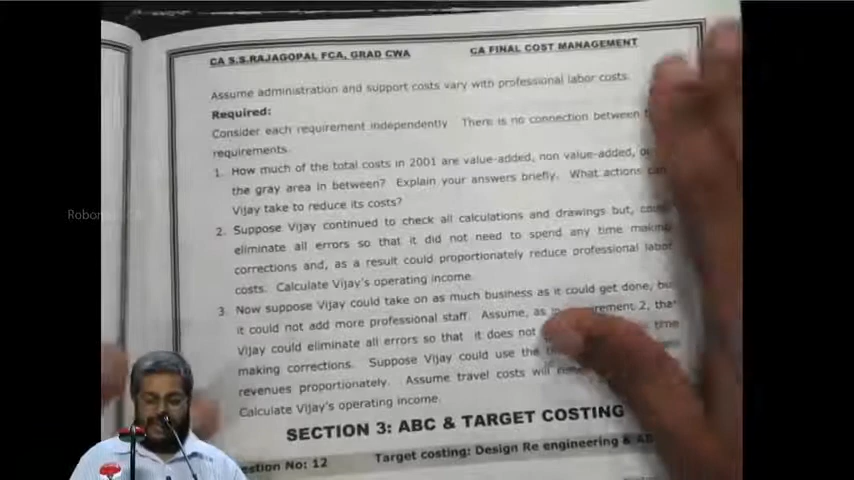 CA S.S.RAJAGOPAL FCA, GRAD CWA
CA FINAL COST MANAGEMENT
Assume administration and support costs vary with professional labor costs.
Required:
Consider each requirement independently There is no connection between
requirements.
1. How much of the total costs in 2001 are value-added, non value-added,
the gray area in between? Explain your answers briefly. What actions can
Vijay take to reduce its costs?
2. Suppose Vijay continued to check all calculations and drawings but,
eliminate all errors so that it did not need to spend any time making
corrections and, as a result could proportionately reduce professional labor
costs. Calculate Vijay's operating income.
3. Now suppose Vijay could take on as much business as it could get done, but
it could not add more professional staff. Assume, as 2, that
Vijay could eliminate all errors so that it does not time
making corrections. Suppose Vijay could use the
revenues proportionately. Assume travel costs will
Calculate Vijay's operating income.
SECTION 3: ABC & TARGET COSTING
No: 12
Target costing: Design Re engineering &